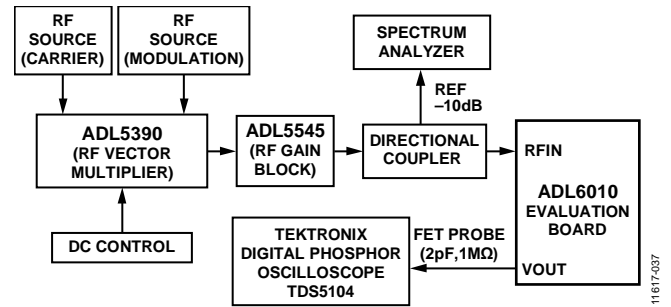 RF
SOURCE
(CARRIER)
RF
SOURCE
(MODULATION)
SPECTRUM
ANALYZER
REF
–10dB
ADL5390
(RF VECTOR
MULTIPLIER)
ADL5545
(RF GAIN
BLOCK)
DIRECTIONAL
COUPLER
RFIN
ADL6010
EVALUATION
BOARD
VOUT
DC CONTROL
TEKTRONIX
DIGITAL PHOSPHOR
OSCILLOSCOPE
TDS5104
FET PROBE
(2pF,1MΩ)
11617-037